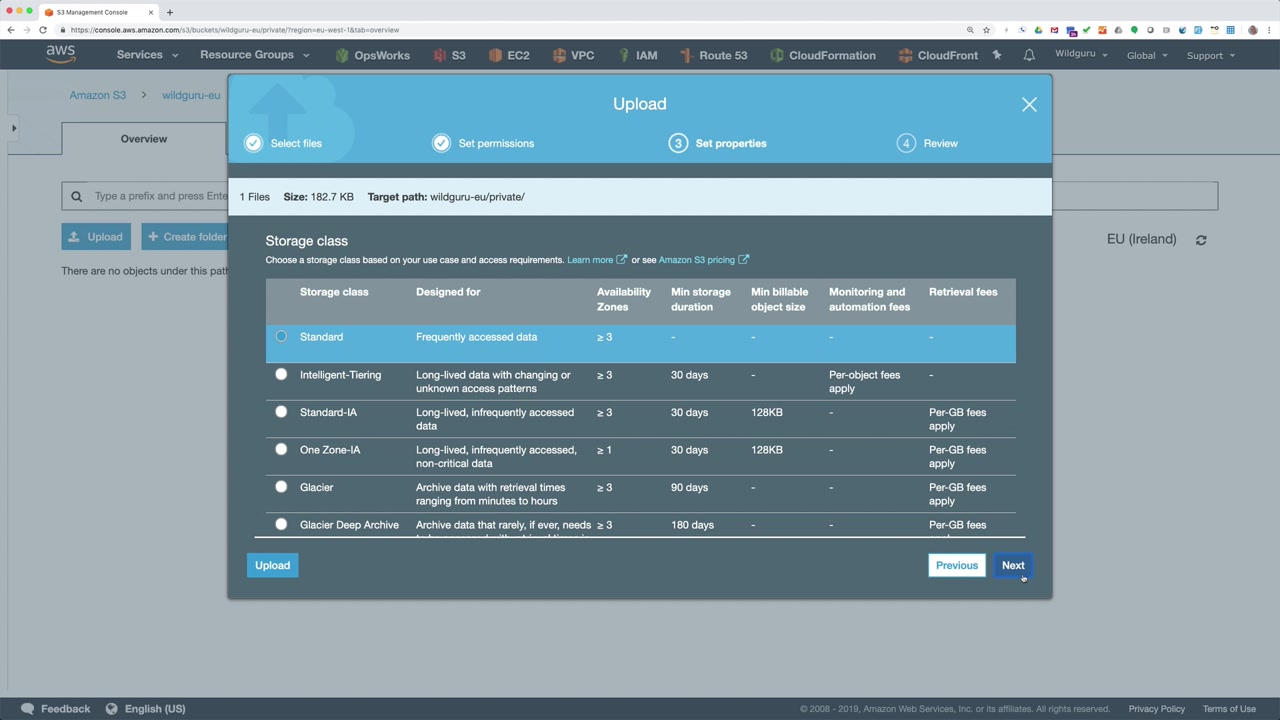 S3 Management Console
https://console.aws.amazon.com/s3/buckets/wildguru-eu/private/?region=eu-west-1&tab=overview
aws Services Resource Groups OpsWorks S3 EC2 VPC IAM Route 53 CloudFormation CloudFront Wildguru Global Support
Amazon S3 > wildguru-eu
Overview
Type a prefix and press Ente
Upload + Create folder
EU (Ireland)
There are no objects under this path
Upload
Select files Set permissions 3 Set properties 4 Review
1 Files Size: 182.7 KB Target path: wildguru-eu/private/
Storage class
Choose a storage class based on your use case and access requirements. Learn more or see Amazon S3 pricing
Storage class Designed for Availability Zones Min storage duration Min billable object size Monitoring and automation fees Retrieval fees
Standard Frequently accessed data ≥ 3 - - - -
Intelligent-Tiering Long-lived data with changing or unknown access patterns ≥ 3 30 days - Per-object fees apply -
Standard-IA Long-lived, infrequently accessed data ≥ 3 30 days 128KB - Per-GB fees apply
One Zone-IA Long-lived, infrequently accessed, non-critical data ≥ 1 30 days 128KB - Per-GB fees apply
Glacier Archive data with retrieval times ranging from minutes to hours ≥ 3 90 days - - Per-GB fees apply
Glacier Deep Archive Archive data that rarely, if ever, needs ≥ 3 180 days - - Per-GB fees
Upload Previous Next
Feedback English (US)
© 2008 - 2019, Amazon Web Services, Inc. or its affiliates. All rights reserved. Privacy Policy Terms of Use